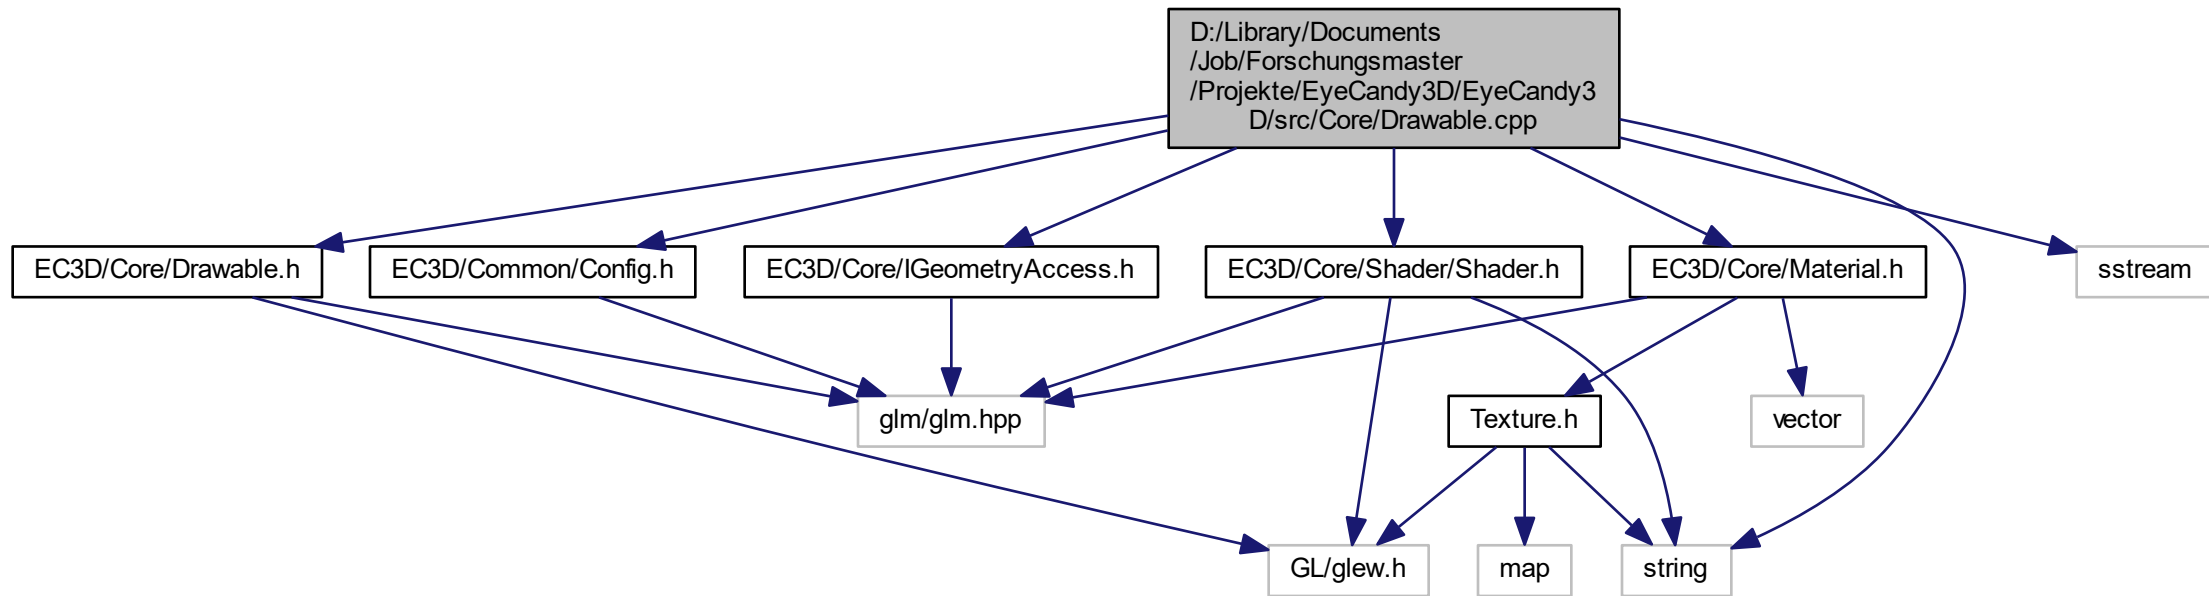 D:/Library/Documents
/Job/Forschungsmaster
/Projekte/EyeCandy3D/EyeCandy3
D/src/Core/Drawable.cpp
EC3D/Core/Drawable.h
EC3D/Common/Config.h
EC3D/Core/IGeometryAccess.h
EC3D/Core/Shader/Shader.h
EC3D/Core/Material.h
sstream
glm/glm.hpp
Texture.h
vector
GL/glew.h
map
string